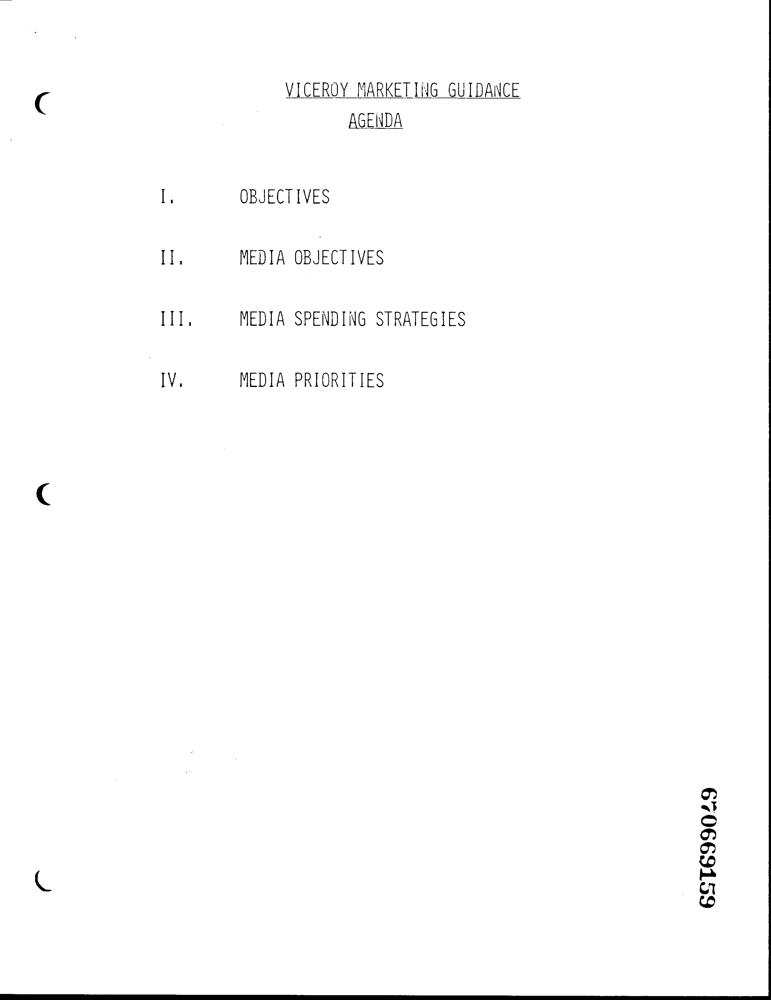 VICEROY MARKETING GUIDANCE
AGENDA
I. OBJECTIVES
II. MEDIA OBJECTIVES
III. MEDIA SPENDING STRATEGIES
IV. MEDIA PRIORITIES
670669159